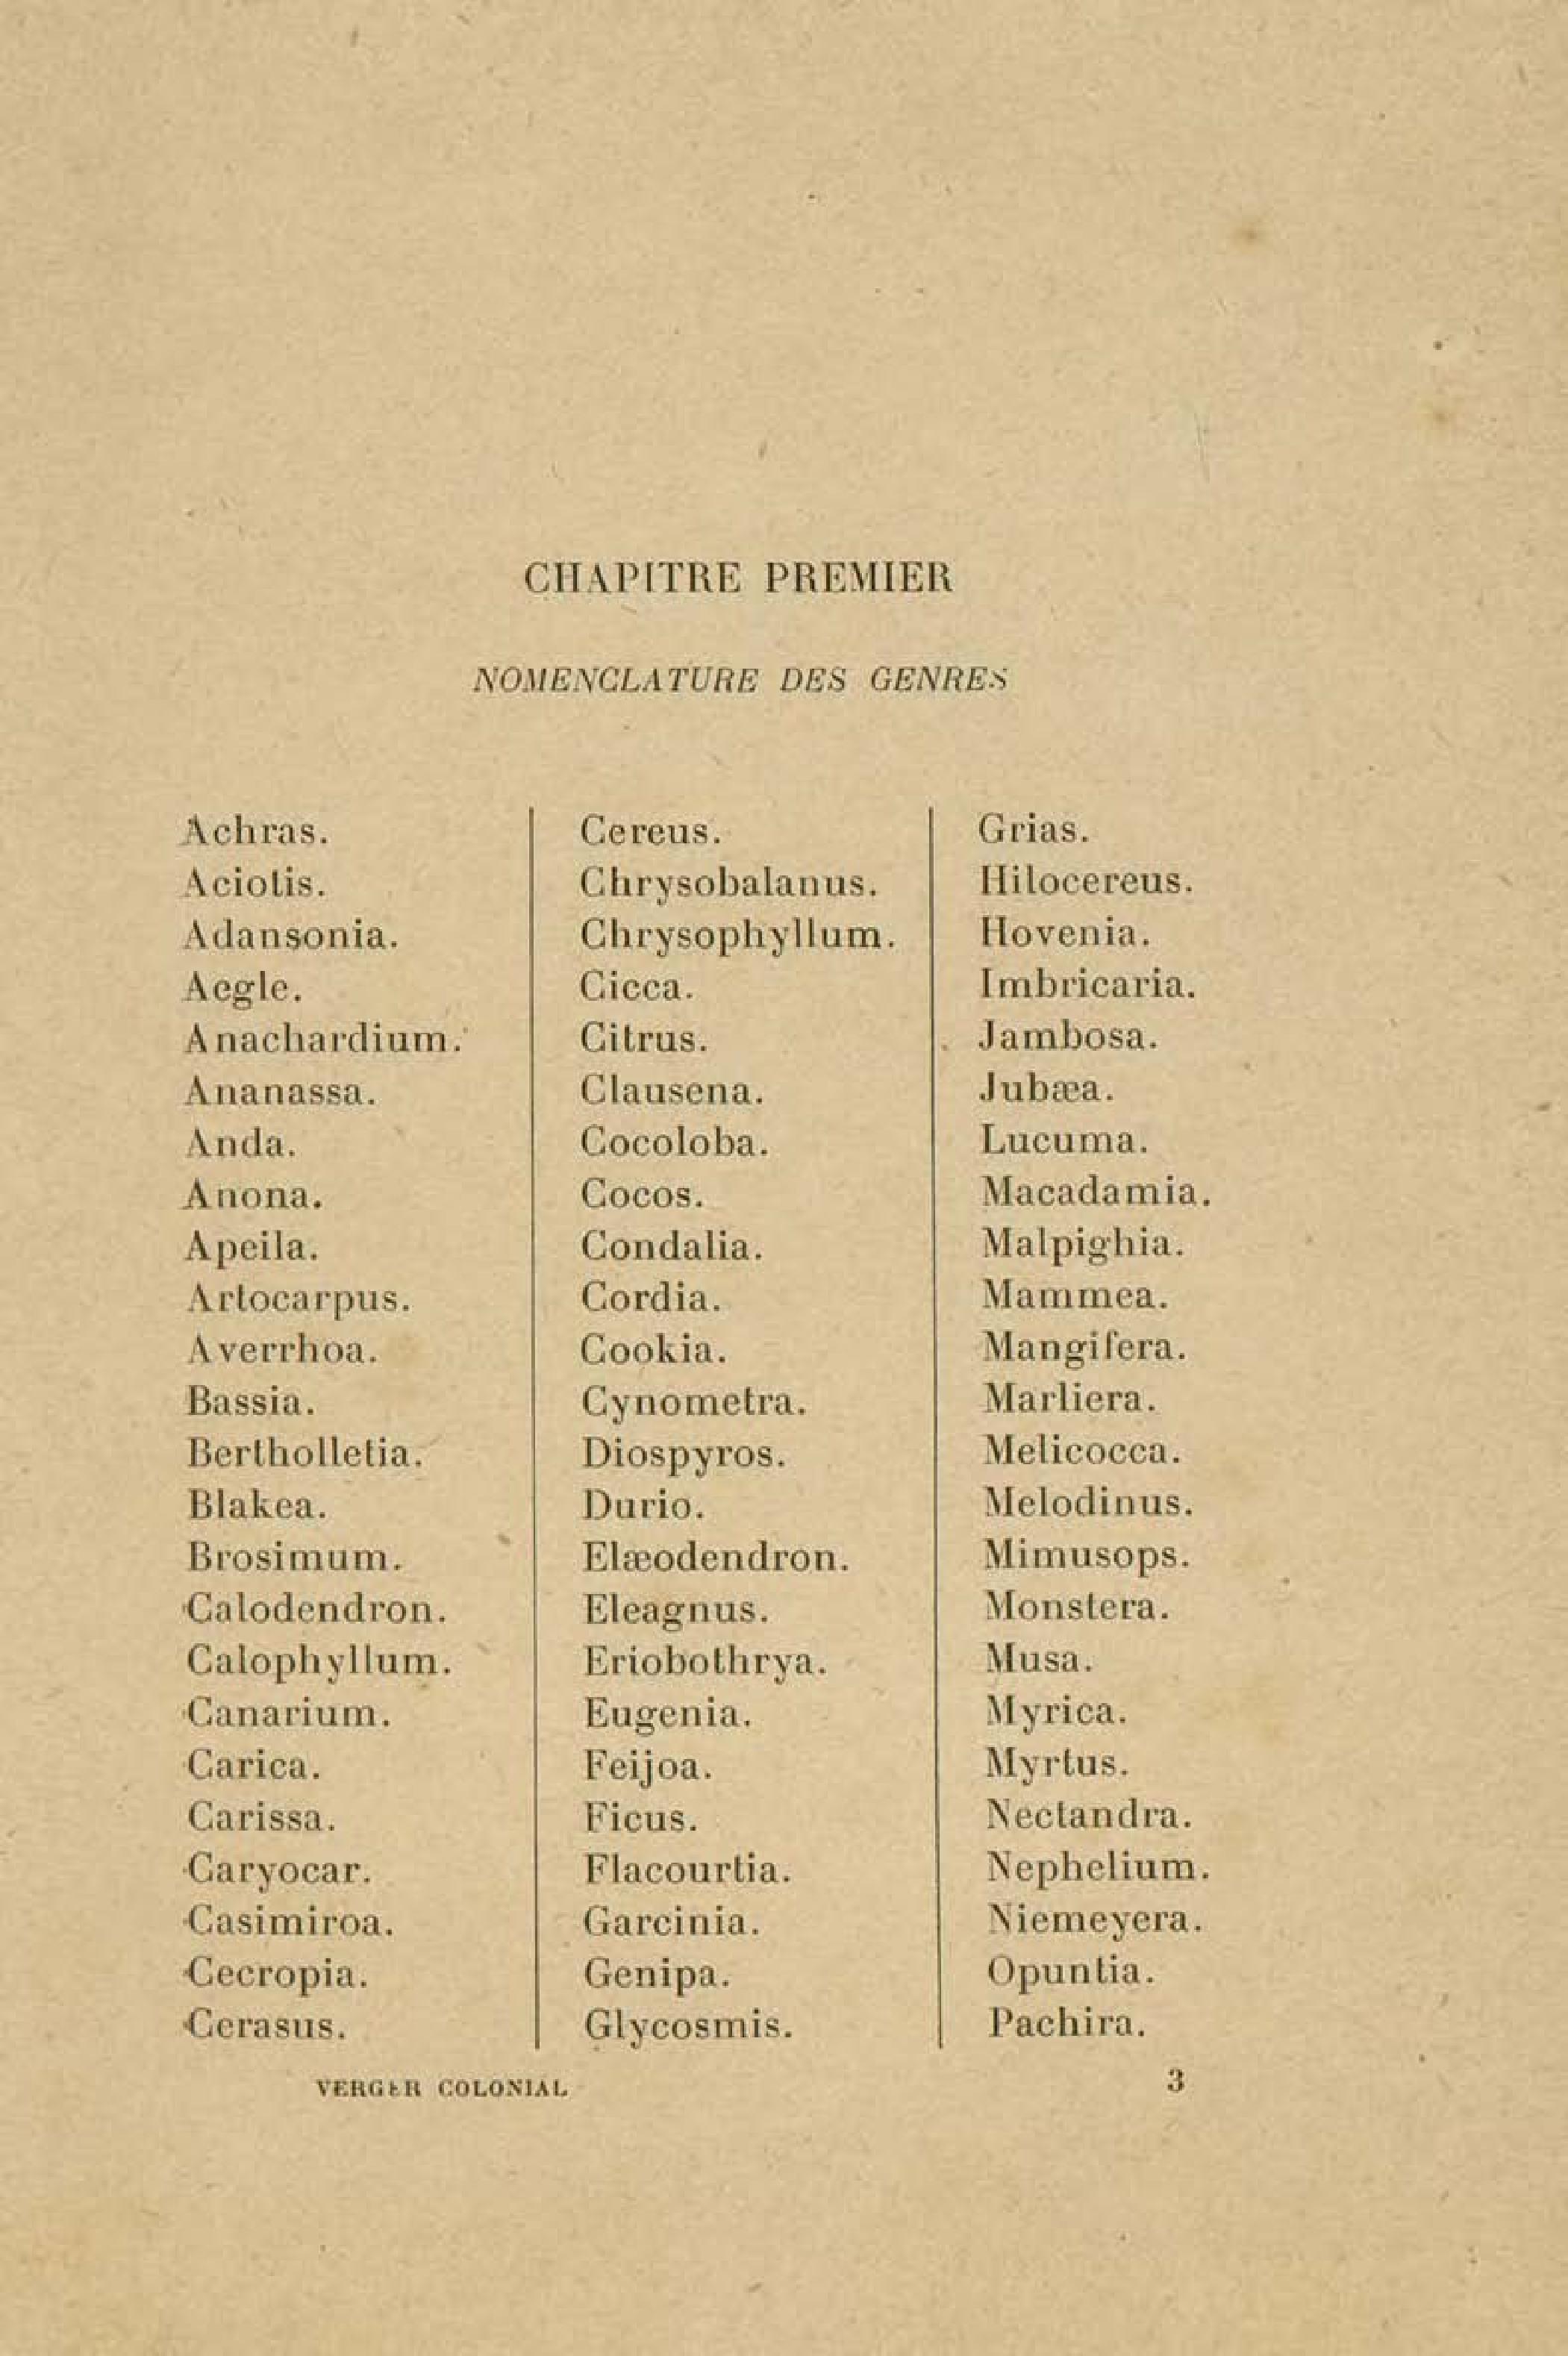 CHAPITRE PREMIER
NOMENCLATURE DES GENRES
Achras.
Aciotis.
Adansonia.
Aegle.
Anachardium.
Ananassa.
Anda.
Anona.
Apeila.
Artocarpus.
Averrhoa.
Bassia.
Bertholletia.
Blakea.
Brosimum.
Calodendron.
Calophyllum.
Canarium.
Carica.
Carissa.
Caryocar.
Casimiroa.
Cecropia.
Cerasus.
Cereus.
Chrysobalanus.
Chrysophyllum.
Cicca.
Citrus.
Clausena.
Cocoloba.
Cocos.
Condalia.
Cordia.
Cookia.
Cynometra.
Diospyros.
Durio.
Elæodendron.
Eleagnus.
Eriobothrya.
Eugenia.
Feijoa.
Ficus.
Flacourtia.
Garcinia.
Genipa.
Glycosmis.
Grias.
Hilocereus.
Hovenia.
Imbricaria.
Jambosa.
Jubæa.
Lucuma.
Macadamia.
Malpighia.
Mammea.
Mangifera.
Marliera.
Melicocca.
Melodinus.
Mimusops.
Monstera.
Musa.
Myrica.
Myrtus.
Nectandra.
Nephelium.
Niemeyera.
Opuntia.
Pachira.
VERGER COLONIAL 3